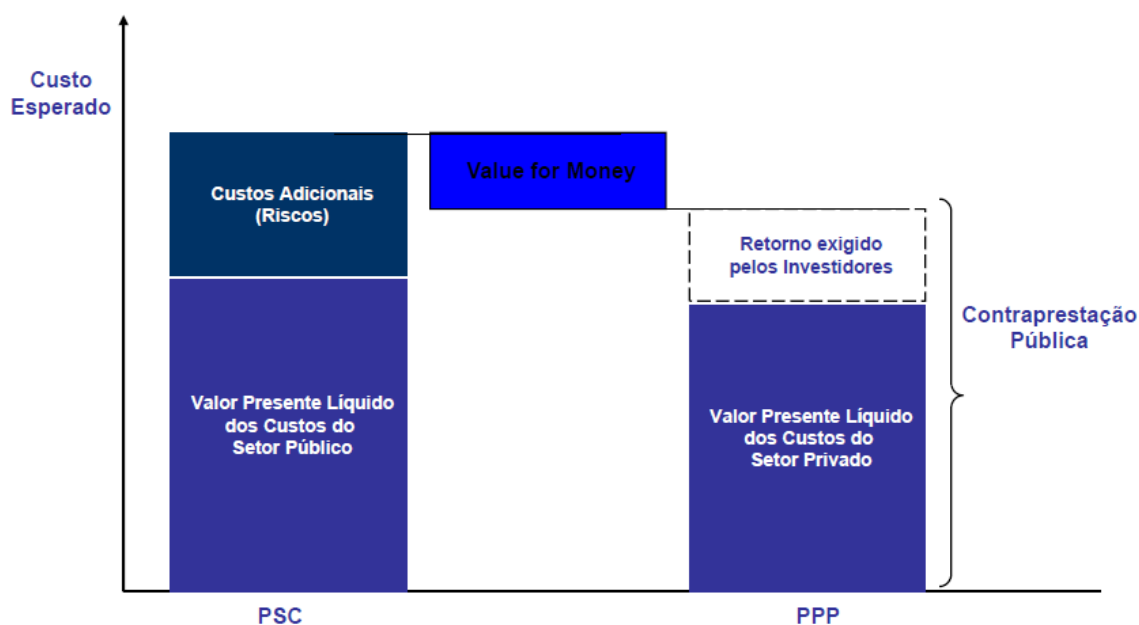 Custo
Esperado
Custos Adicionais
(Riscos)
Valor Presente Líquido
dos Custos do
Setor Público
PSC
Value for Money
Retorno exigido
pelos Investidores
Valor Presente Líquido
dos Custos do
Setor Privado
PPP
Contraprestação
Pública